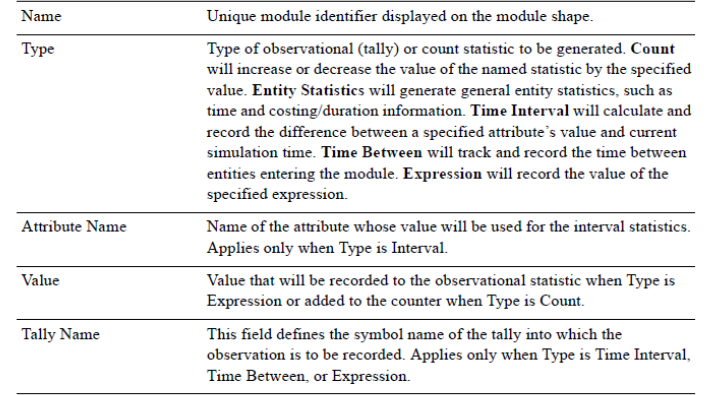 Name Unique module identifier displayed on the module shape.
Type Type of observational (tally) or count statistic to be generated. Count
will increase or decrease the value of the named statistic by the specified
value. Entity Statistics will generate general entity statistics, such as
time and costing/duration information. Time Interval will calculate and
record the difference between a specified attribute's value and current
simulation time. Time Between will track and record the time between
entities entering the module. Expression will record the value of the
specified expression.
Attribute Name Name of the attribute whose value will be used for the interval statistics.
Applies only when Type is Interval.
Value Value that will be recorded to the observational statistic when Type is
Expression or added to the counter when Type is Count.
Tally Name This field defines the symbol name of the tally into which the
observation is to be recorded. Applies only when Type is Time Interval,
Time Between, or Expression.